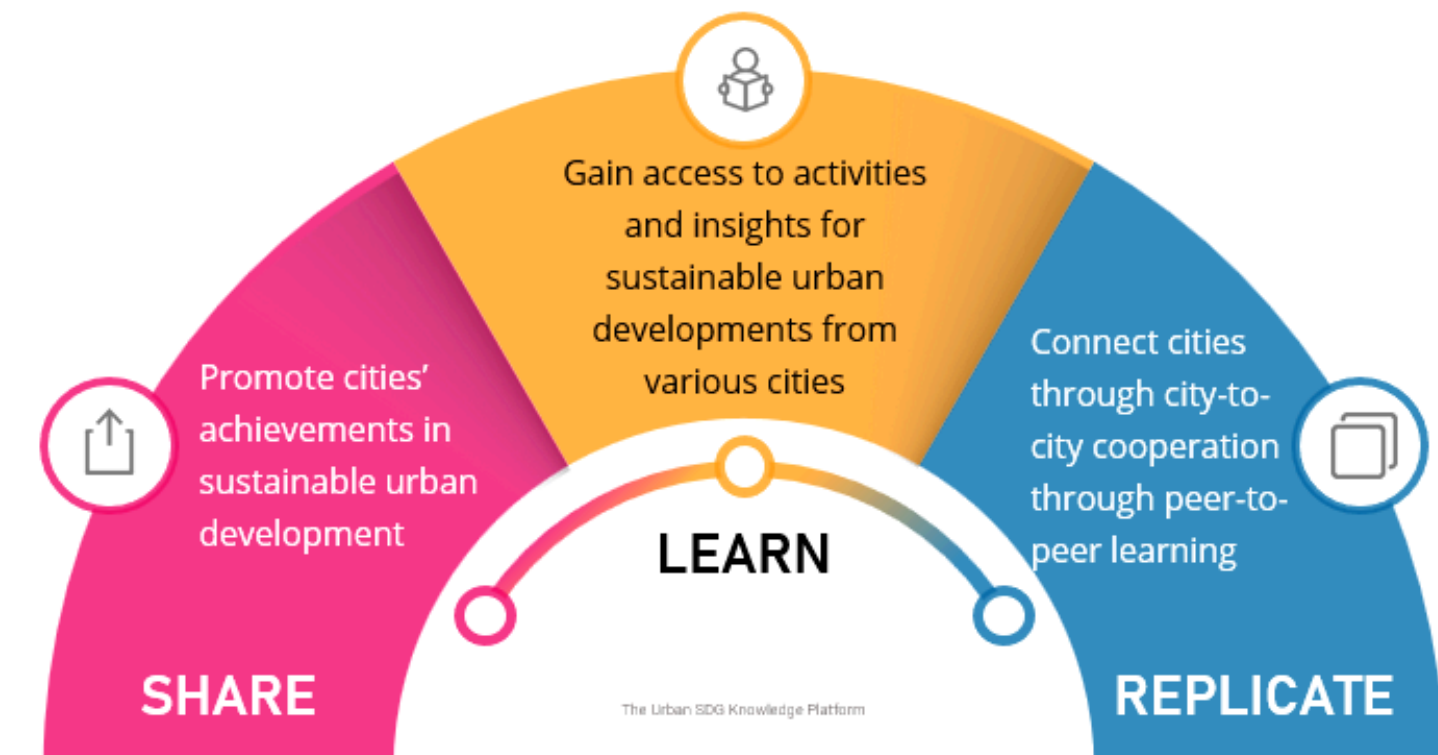 Promote cities’
achievements in
sustainable urban
development
SHARE
Gain access to activities
and insights for
sustainable urban
developments from
various cities
LEARN
Connect cities
through city-to-
city cooperation
through peer-to-
peer learning
REPLICATE
The Urban SDG Knowledge Platform